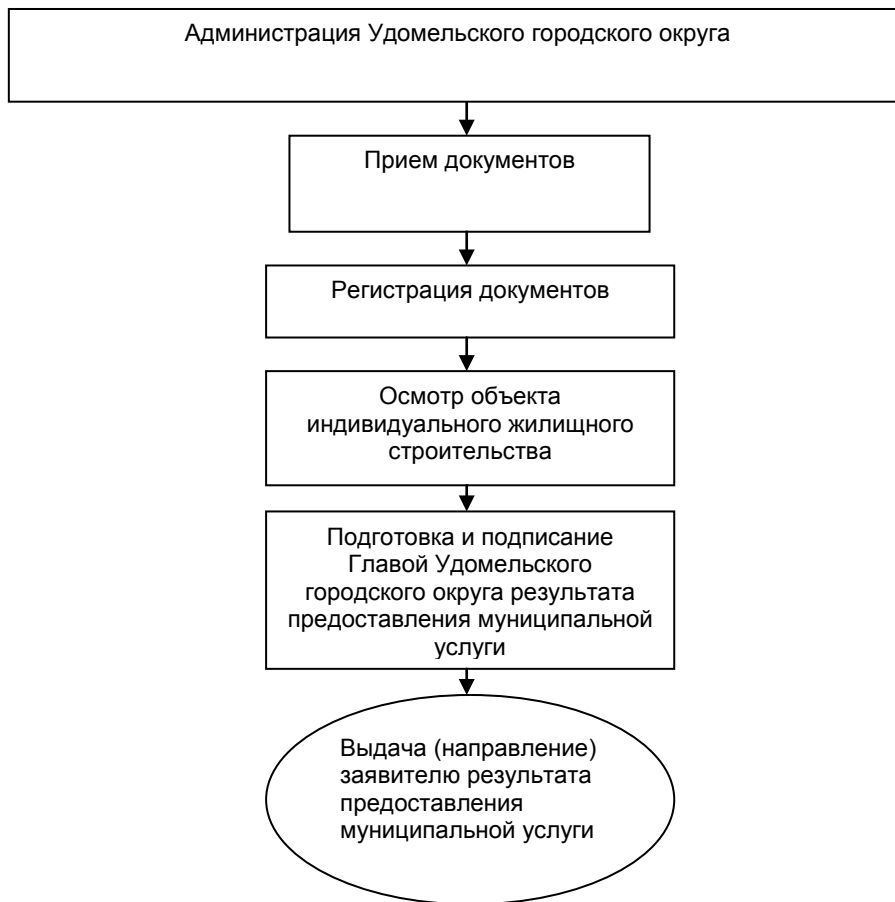 Администрация Удомельского городского округа
Прием документов
Регистрация документов
Осмотр объекта
индивидуального жилищного
строительства
Подготовка и подписание
Главой Удомельского
городского округа результата
предоставления муниципальной
услуги
Выдача (направление)
заявителю результата
предоставления
муниципальной услуги